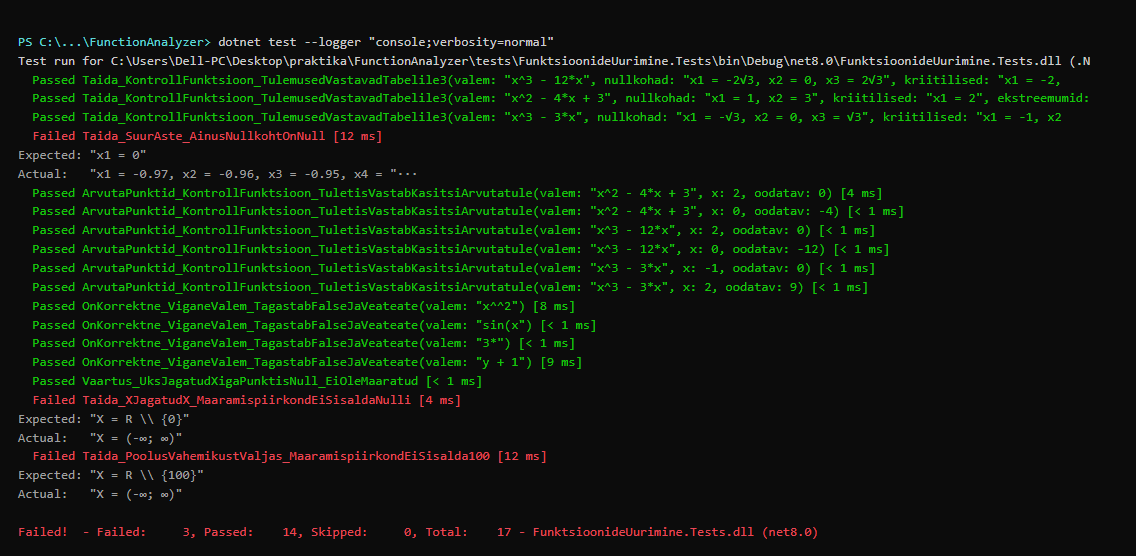 PS C:\...\FunctionAnalyzer> dotnet test --logger "console;verbosity=normal"
Test run for C:\Users\Dell-PC\Desktop\praktika\FunctionAnalyzer\tests\FunktsioonideUurimine.Tests\bin\Debug\net8.0\FunktsioonideUurimine.Tests.dll (.N
Passed Taida_KontrollFunktsioon_TulemusedVastavadTabelile3(valem: "x^3 - 12*x", nullkohad: "x1 = -2√3, x2 = 0, x3 = 2√3", kriitilised: "x1 = -2,
Passed Taida_KontrollFunktsioon_TulemusedVastavadTabelile3(valem: "x^2 - 4*x + 3", nullkohad: "x1 = 1, x2 = 3", kriitilised: "x1 = 2", ekstreemumid:
Passed Taida_KontrollFunktsioon_TulemusedVastavadTabelile3(valem: "x^3 - 3*x", nullkohad: "x1 = -√3, x2 = 0, x3 = √3", kriitilised: "x1 = -1, x2
Failed Taida_SuurAste_AinusNullkohtOnNull [12 ms]
Expected: "x1 = 0"
Actual:   "x1 = -0.97, x2 = -0.96, x3 = -0.95, x4 = "···
Passed ArvutaPunktid_KontrollFunktsioon_TuletisVastabKasitsiArvutatule(valem: "x^2 - 4*x + 3", x: 2, oodatav: 0) [4 ms]
Passed ArvutaPunktid_KontrollFunktsioon_TuletisVastabKasitsiArvutatule(valem: "x^2 - 4*x + 3", x: 0, oodatav: -4) [< 1 ms]
Passed ArvutaPunktid_KontrollFunktsioon_TuletisVastabKasitsiArvutatule(valem: "x^3 - 12*x", x: 2, oodatav: 0) [< 1 ms]
Passed ArvutaPunktid_KontrollFunktsioon_TuletisVastabKasitsiArvutatule(valem: "x^3 - 12*x", x: 0, oodatav: -12) [< 1 ms]
Passed ArvutaPunktid_KontrollFunktsioon_TuletisVastabKasitsiArvutatule(valem: "x^3 - 3*x", x: -1, oodatav: 0) [< 1 ms]
Passed ArvutaPunktid_KontrollFunktsioon_TuletisVastabKasitsiArvutatule(valem: "x^3 - 3*x", x: 2, oodatav: 9) [< 1 ms]
Passed OnKorrektne_ViganeValem_TagastabFalseJaVeateate(valem: "x^^2") [8 ms]
Passed OnKorrektne_ViganeValem_TagastabFalseJaVeateate(valem: "sin(x") [< 1 ms]
Passed OnKorrektne_ViganeValem_TagastabFalseJaVeateate(valem: "3*") [< 1 ms]
Passed OnKorrektne_ViganeValem_TagastabFalseJaVeateate(valem: "y + 1") [9 ms]
Passed Vaartus_UksJagatudXigaPunktisNull_EiOleMaaratud [< 1 ms]
Failed Taida_XJagatudX_MaaramispiirkondEiSisaldaNulli [4 ms]
Expected: "X = R \\ {0}"
Actual:   "X = (-∞; ∞)"
Failed Taida_PoolusVahemikustValjas_MaaramispiirkondEiSisalda100 [12 ms]
Expected: "X = R \\ {100}"
Actual:   "X = (-∞; ∞)"
Failed!  - Failed:     3, Passed:    14, Skipped:     0, Total:    17 - FunktsioonideUurimine.Tests.dll (net8.0)